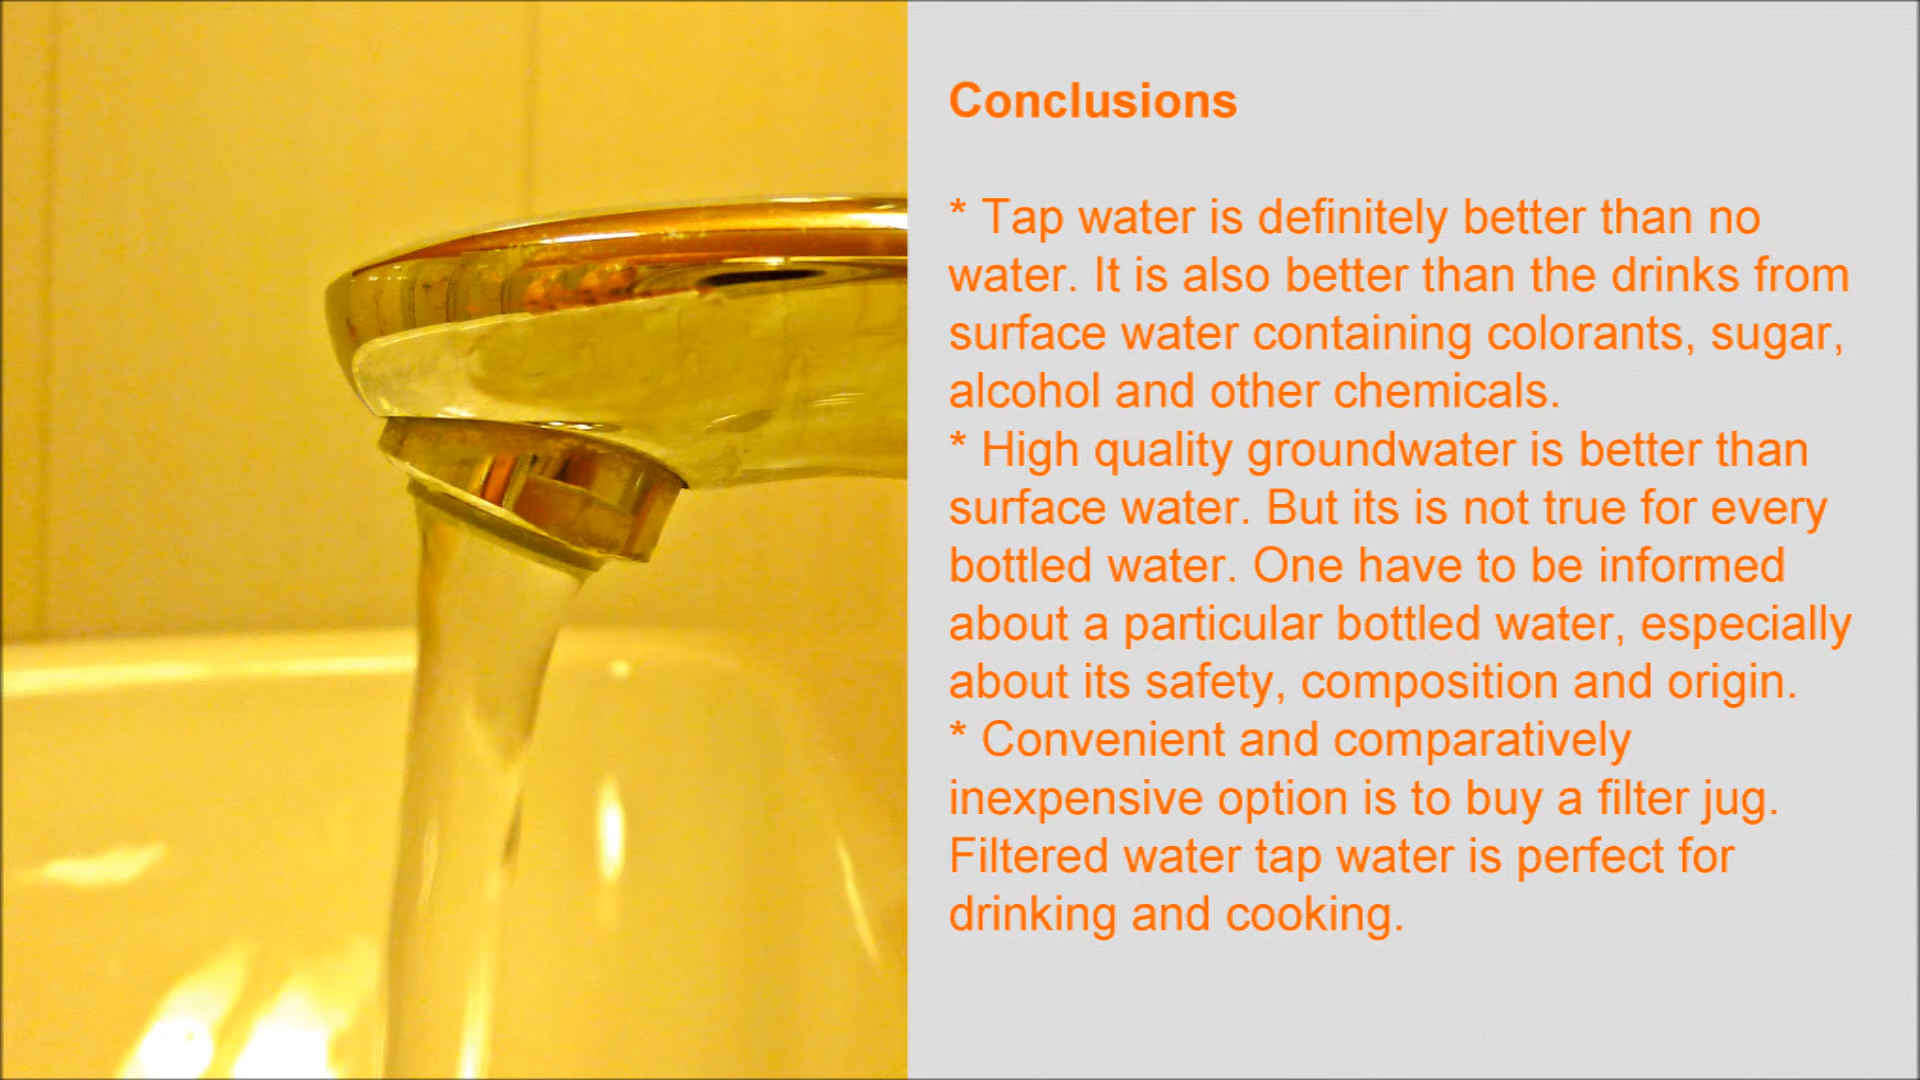 Conclusions
* Tap water is definitely better than no
water. It is also better than the drinks from
surface water containing colorants, sugar,
alcohol and other chemicals.
* High quality groundwater is better than
surface water. But its is not true for every
bottled water. One have to be informed
about a particular bottled water, especially
about its safety, composition and origin.
* Convenient and comparatively
inexpensive option is to buy a filter jug.
Filtered water tap water is perfect for
drinking and cooking.